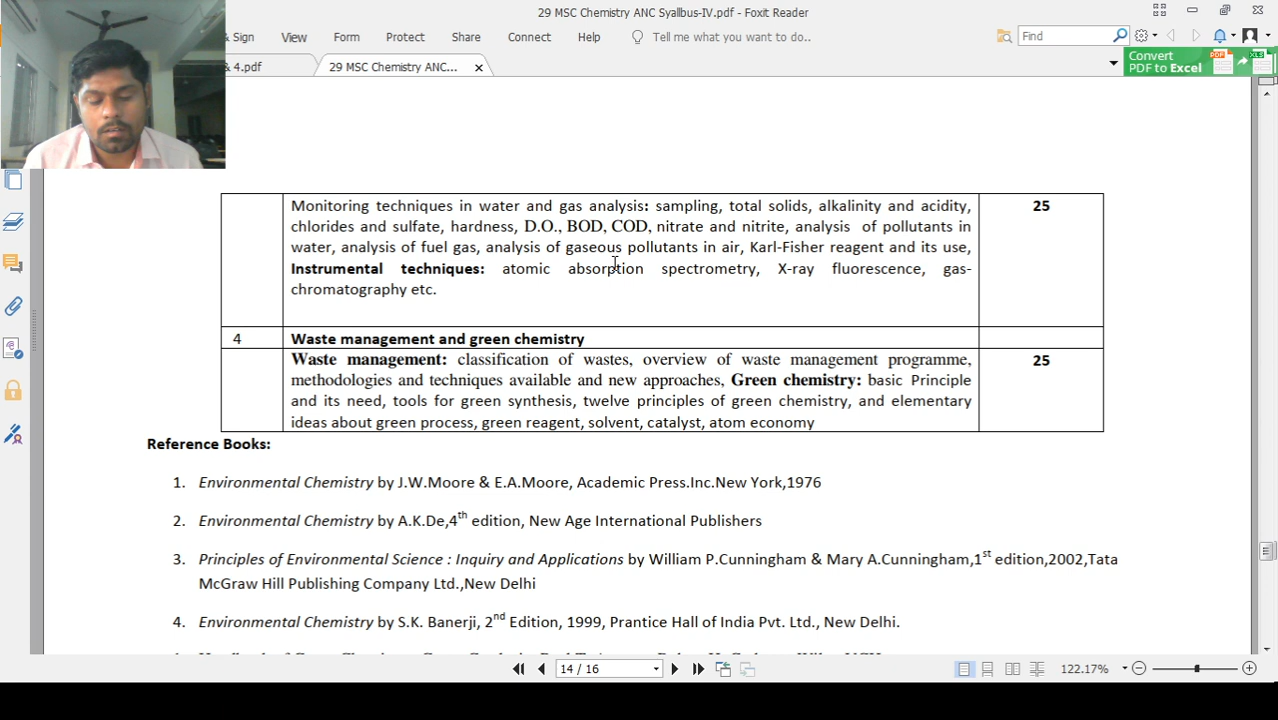 29 MSC Chemistry ANC Syallbus-IV.pdf - Foxit Reader
& Sign View Form Protect Share Connect Help Tell me what you want to do.. Find
& 4.pdf 29 MSC Chemistry ANC... Convert
PDF to Excel
Monitoring techniques in water and gas analysis: sampling, total solids, alkalinity and acidity, 25
chlorides and sulfate, hardness, D.O., BOD, COD, nitrate and nitrite, analysis of pollutants in
water, analysis of fuel gas, analysis of gaseous pollutants in air, Karl-Fisher reagent and its use,
Instrumental techniques: atomic absorption spectrometry, X-ray fluorescence, gas-
chromatography etc.
4 Waste management and green chemistry
Waste management: classification of wastes, overview of waste management programme, 25
methodologies and techniques available and new approaches, Green chemistry: basic Principle
and its need, tools for green synthesis, twelve principles of green chemistry, and elementary
ideas about green process, green reagent, solvent, catalyst, atom economy
Reference Books:
1. Environmental Chemistry by J.W.Moore & E.A.Moore, Academic Press.Inc.New York,1976
2. Environmental Chemistry by A.K.De,4th edition, New Age International Publishers
3. Principles of Environmental Science : Inquiry and Applications by William P.Cunningham & Mary A.Cunningham,1st edition,2002,Tata
McGraw Hill Publishing Company Ltd.,New Delhi
4. Environmental Chemistry by S.K. Banerji, 2nd Edition, 1999, Prantice Hall of India Pvt. Ltd., New Delhi.
14 / 16 122.17%